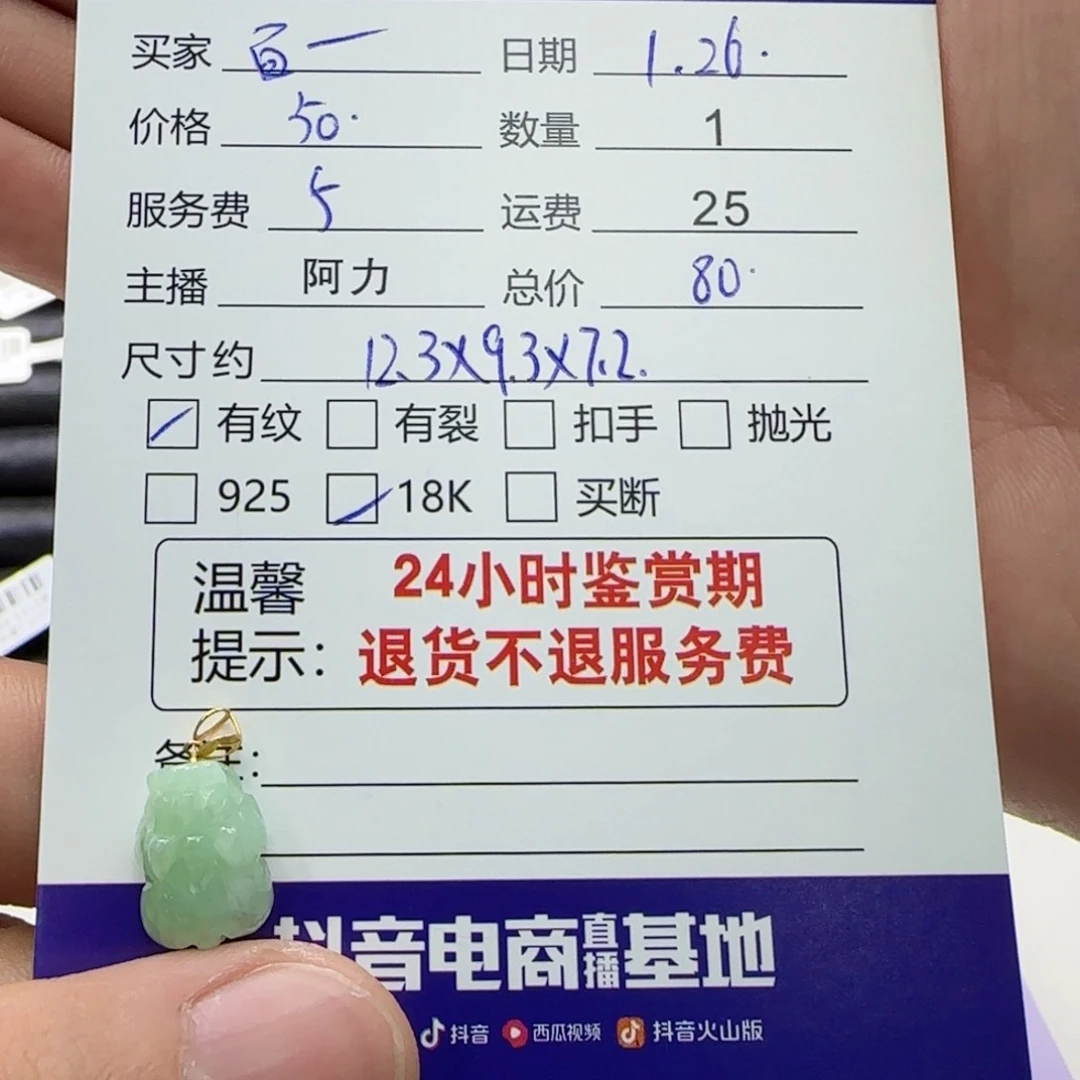 买家 百一 日期 1.26.
价格 50. 数量 1
服务费 5 运费 25
主播 阿力 总价 80.
尺寸约 12.3X9.3X7.2.
有纹 有裂 扣手 抛光
925 18K 买断
温馨提示: 24小时鉴赏期
退货不退服务费
备注:
抖音电商直播基地
抖音 西瓜视频 抖音火山版